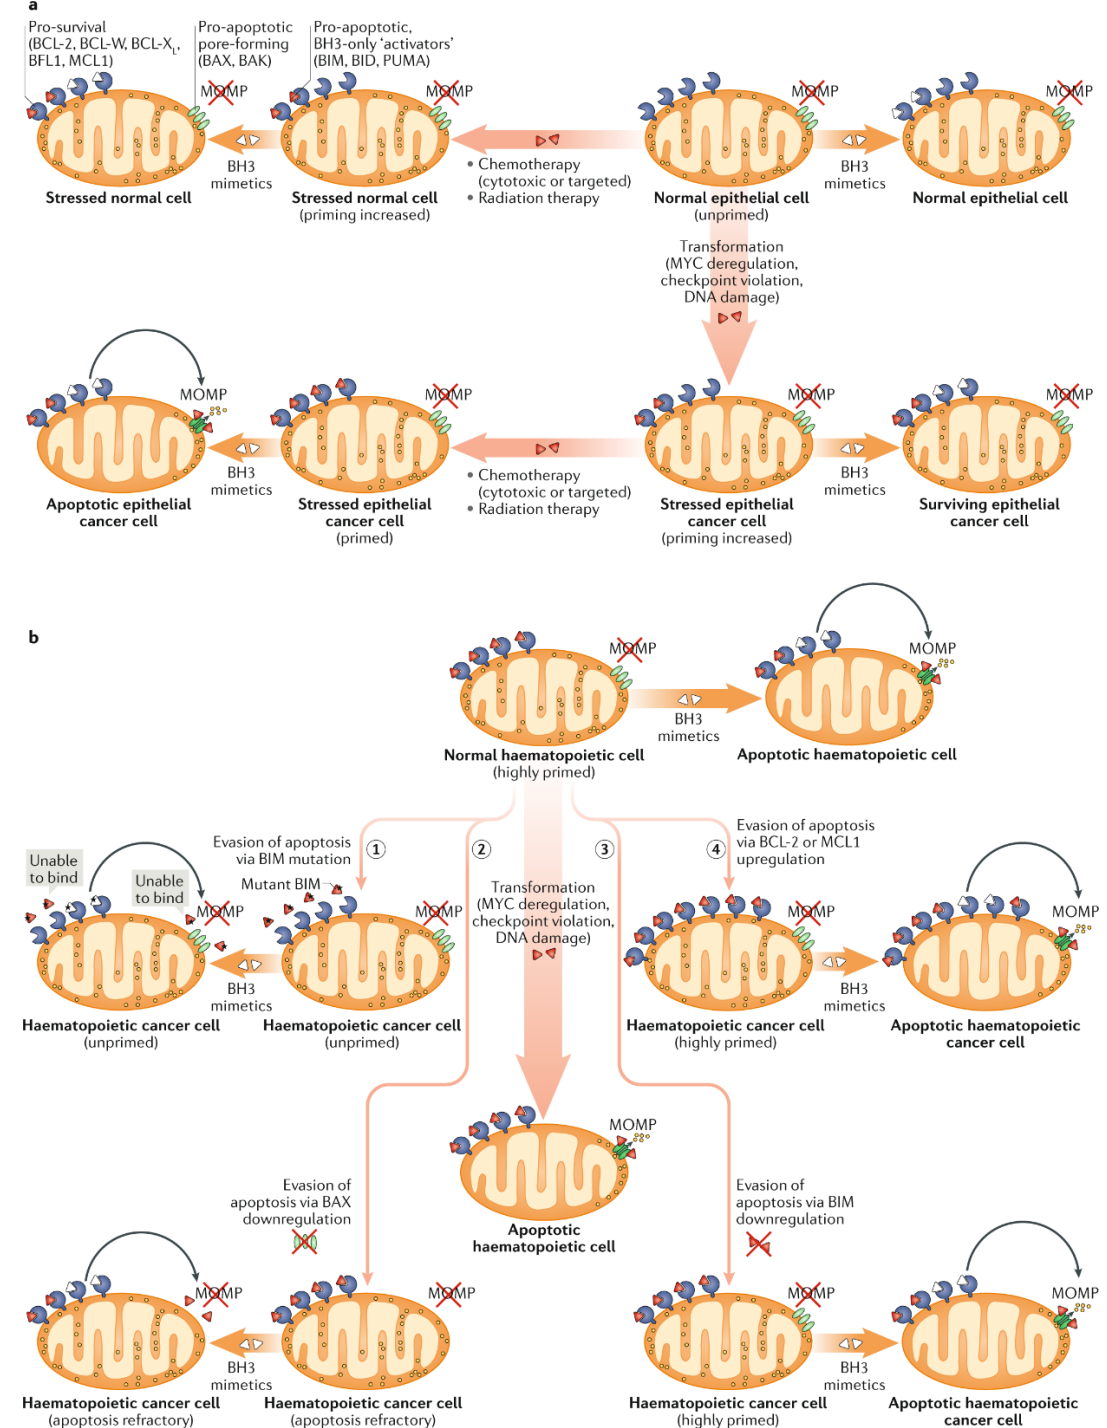 a
Pro-survival
(BCL-2, BCL-W, BCL-XL,
BFL1, MCL1)
Pro-apoptotic
pore-forming
(BAX, BAK)
Pro-apoptotic,
BH3-only ‘activators’
(BIM, BID, PUMA)
MOMP
MOMP
MOMP
MOMP
BH3
mimetics
• Chemotherapy
(cytotoxic or targeted)
• Radiation therapy
BH3
mimetics
Stressed normal cell
Stressed normal cell
(priming increased)
Normal epithelial cell
(unprimed)
Normal epithelial cell
Transformation
(MYC deregulation,
checkpoint violation,
DNA damage)
MOMP
MOMP
MOMP
MOMP
BH3
mimetics
• Chemotherapy
(cytotoxic or targeted)
• Radiation therapy
BH3
mimetics
Apoptotic epithelial
cancer cell
Stressed epithelial
cancer cell
(primed)
Stressed epithelial
cancer cell
(priming increased)
Surviving epithelial
cancer cell
b
MOMP
MOMP
BH3
mimetics
Normal haematopoietic cell
(highly primed)
Apoptotic haematopoietic cell
Evasion of apoptosis
via BIM mutation
1
2
3
4
Evasion of apoptosis
via BCL-2 or MCL1
upregulation
Unable
to bind
Unable
to bind
Mutant BIM
MOMP
MOMP
Transformation
(MYC deregulation,
checkpoint violation,
DNA damage)
MOMP
MOMP
BH3
mimetics
BH3
mimetics
Haematopoietic cancer cell
(unprimed)
Haematopoietic cancer cell
(unprimed)
Haematopoietic cancer cell
(highly primed)
Apoptotic haematopoietic
cancer cell
MOMP
Apoptotic
haematopoietic cell
Evasion of
apoptosis via BAX
downregulation
Evasion of
apoptosis via BIM
downregulation
MOMP
MOMP
MOMP
MOMP
BH3
mimetics
BH3
mimetics
Haematopoietic cancer cell
(apoptosis refractory)
Haematopoietic cancer cell
(apoptosis refractory)
Haematopoietic cancer cell
(highly primed)
Apoptotic haematopoietic
cancer cell